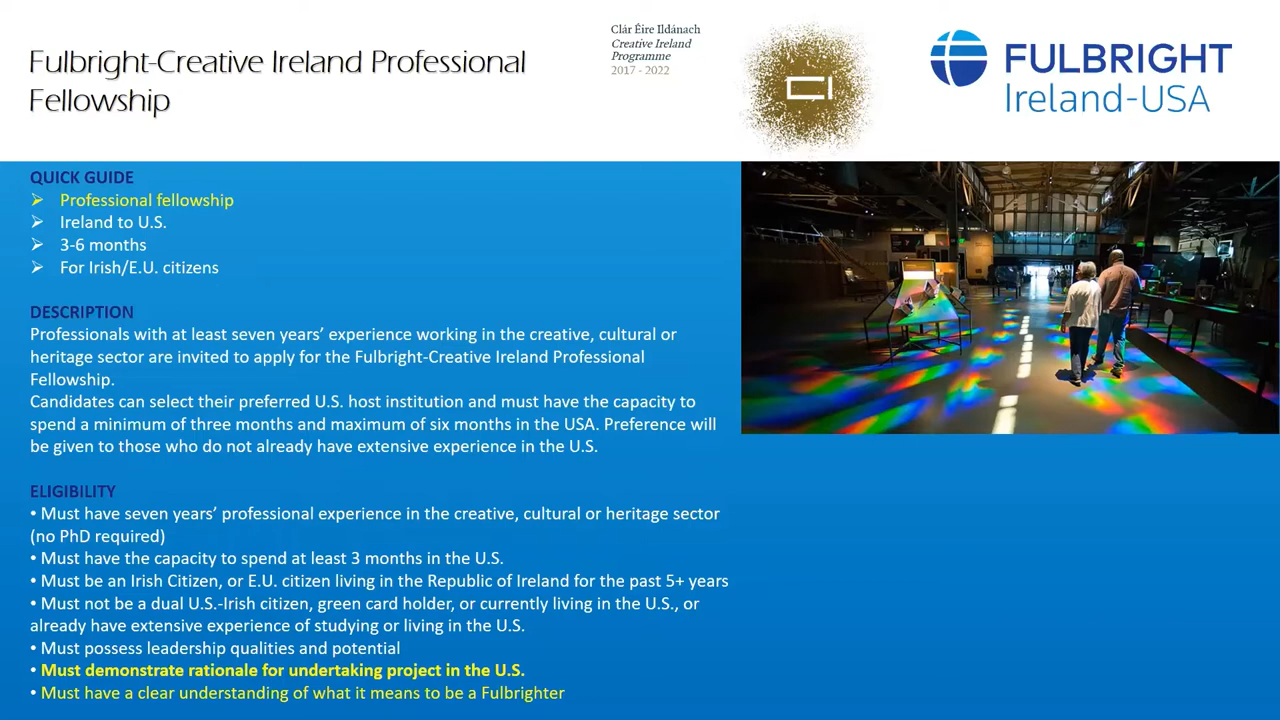 Fulbright-Creative Ireland Professional
Fellowship
Clár Éire Ildánach
Creative Ireland
Programme
2017 - 2022
CI
FULBRIGHT
Ireland-USA
QUICK GUIDE
➢ Professional fellowship
➢ Ireland to U.S.
➢ 3-6 months
➢ For Irish/E.U. citizens
DESCRIPTION
Professionals with at least seven years’ experience working in the creative, cultural or
heritage sector are invited to apply for the Fulbright-Creative Ireland Professional
Fellowship.
Candidates can select their preferred U.S. host institution and must have the capacity to
spend a minimum of three months and maximum of six months in the USA. Preference will
be given to those who do not already have extensive experience in the U.S.
ELIGIBILITY
• Must have seven years’ professional experience in the creative, cultural or heritage sector
(no PhD required)
• Must have the capacity to spend at least 3 months in the U.S.
• Must be an Irish Citizen, or E.U. citizen living in the Republic of Ireland for the past 5+ years
• Must not be a dual U.S.-Irish citizen, green card holder, or currently living in the U.S., or
already have extensive experience of studying or living in the U.S.
• Must possess leadership qualities and potential
• Must demonstrate rationale for undertaking project in the U.S.
• Must have a clear understanding of what it means to be a Fulbrighter